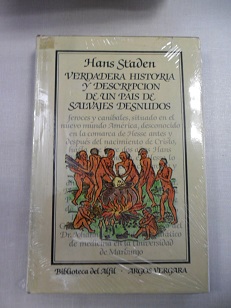 Hans Staden
VERDADERA HISTORIA
Y DESCRIPCION
DE UN PAIS DE
SALVAJES DESNUDOS
feroces y caníbales, situado en el
nuevo mundo América, desconocido
en la comarca de Hesse antes y
después del nacimiento de Cristo,
de medicina en la Universidad
de Marburgo
Biblioteca del Afil · ARGOS VERGARA